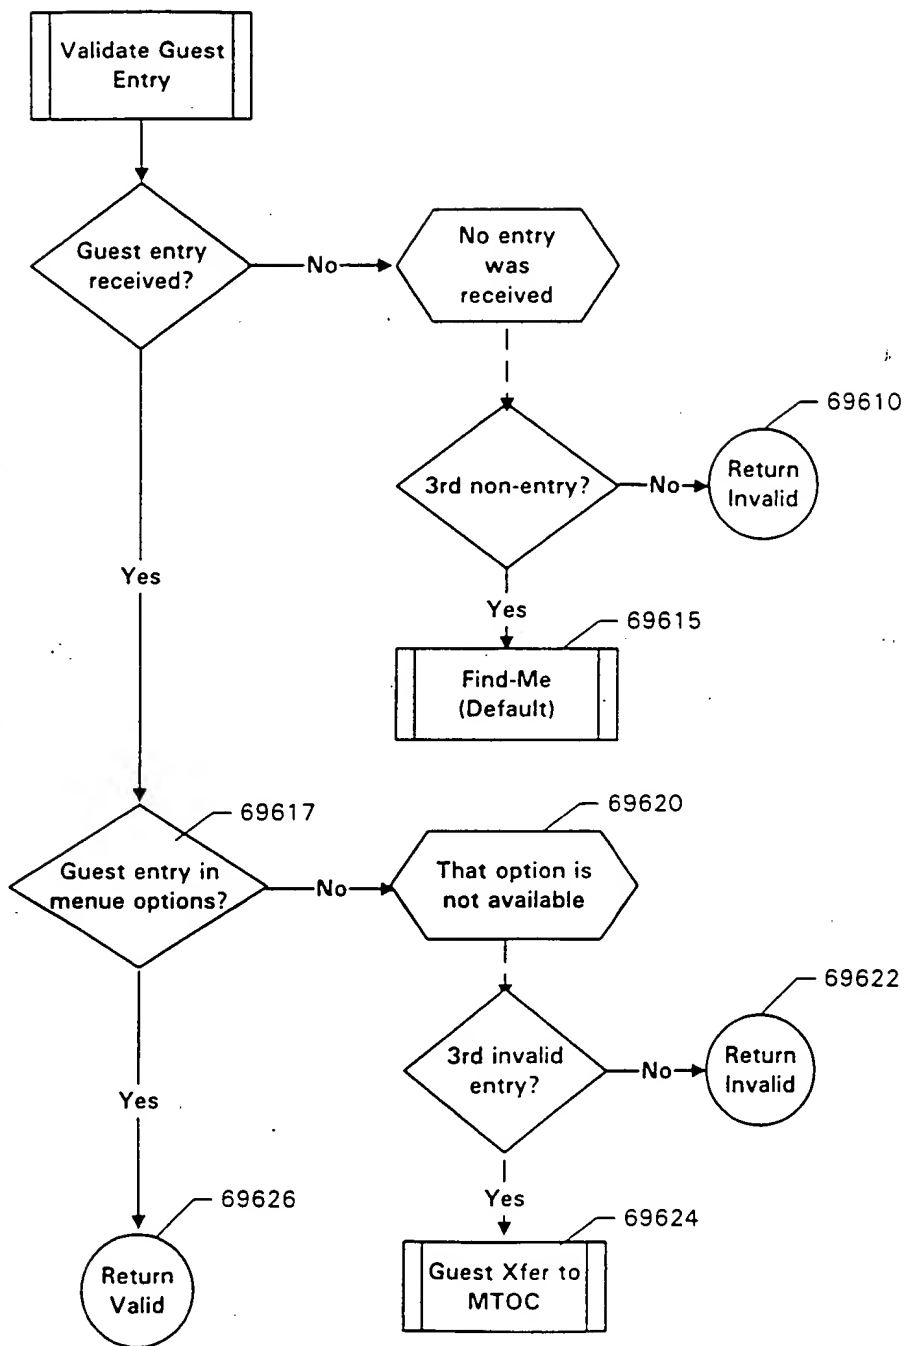 Validate Guest
Entry
Guest entry
received?
No
No entry
was
received
69610
3rd non-entry?
No
Return
Invalid
Yes
Yes
69615
Find-Me
(Default)
69617
69620
Guest entry in
menue options?
No
That option is
not available
69622
3rd invalid
entry?
No
Return
Invalid
Yes
Yes
69626
69624
Return
Valid
Guest Xfer to
MTOC